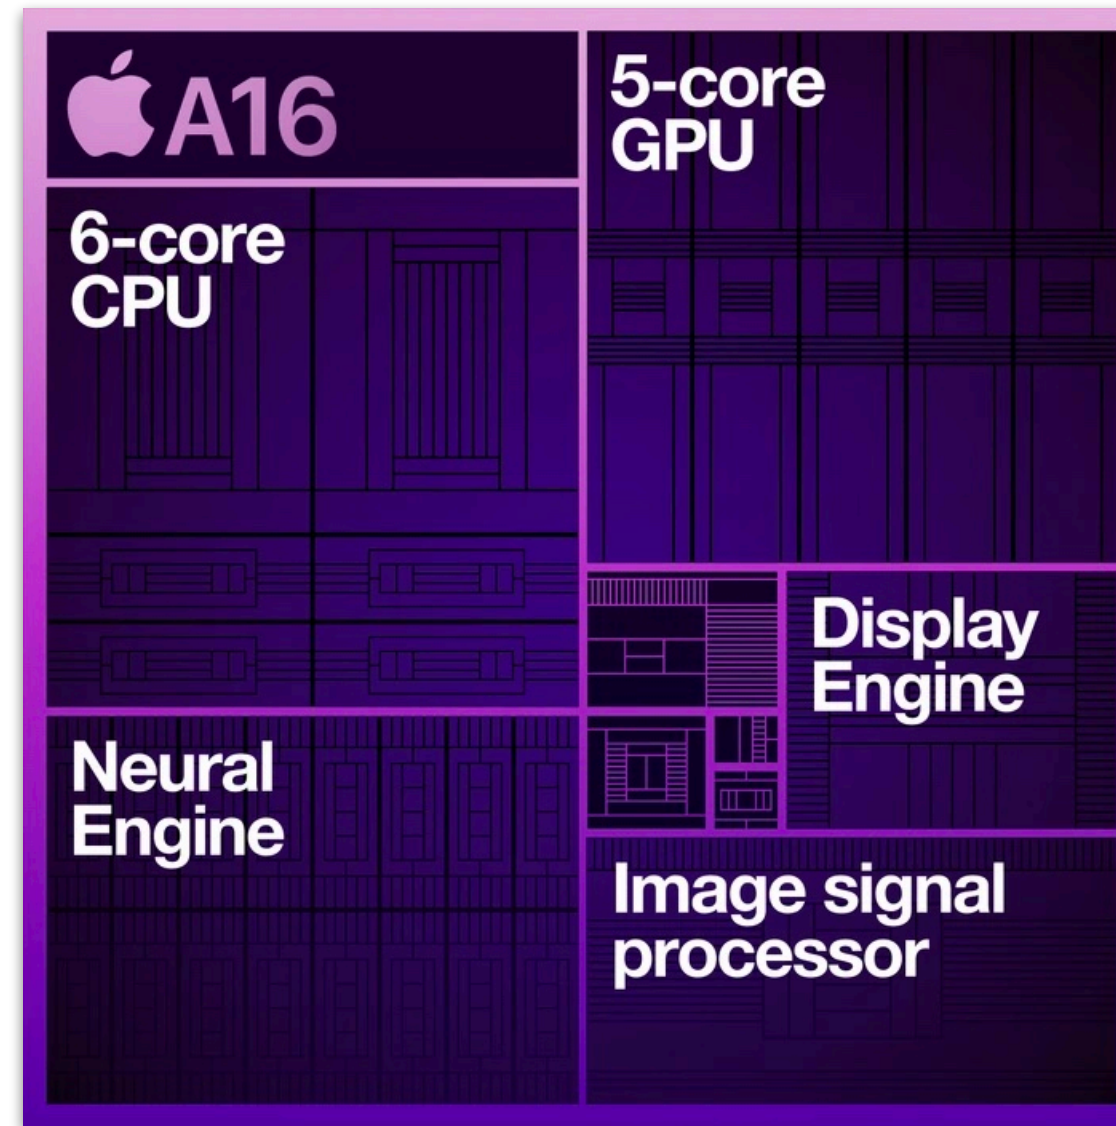 A16
6-core
CPU
5-core
GPU
Display
Engine
Neural
Engine
Image signal
processor